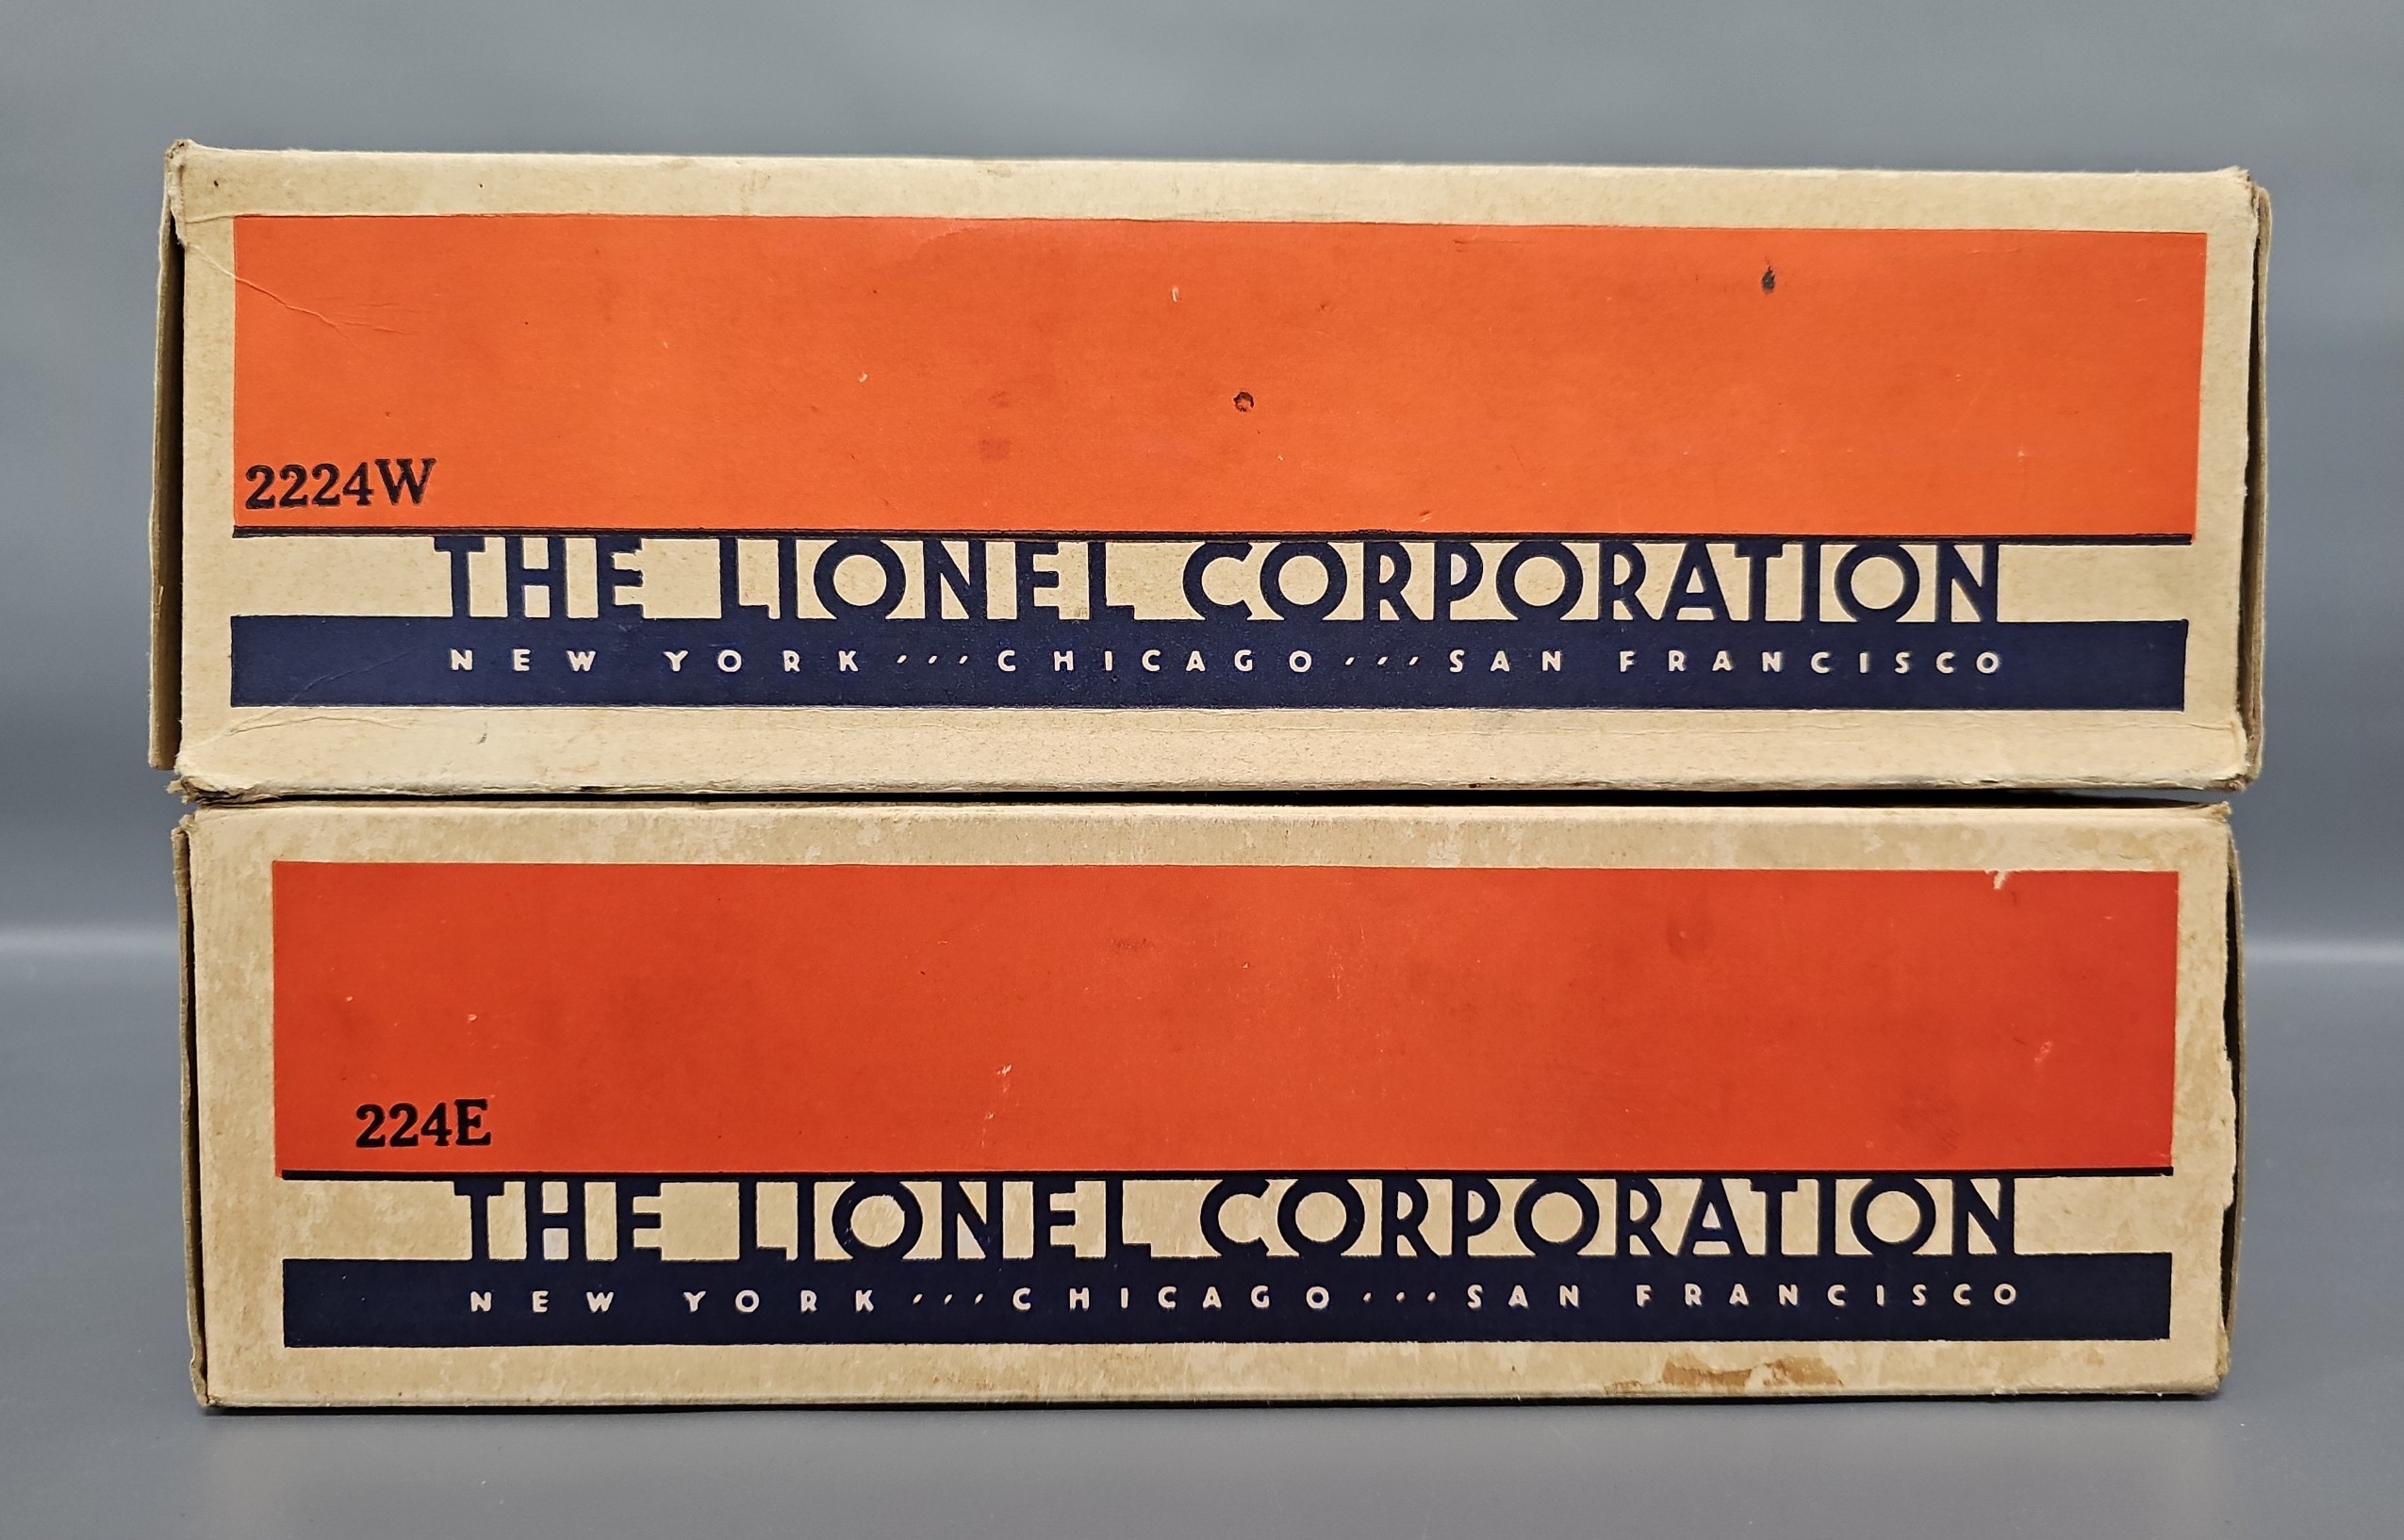 2224W
THE LIONEL CORPORATION
NEW YORK ՛՛՛ CHICAGO ՛՛՛ SAN FRANCISCO
224E
THE LIONEL CORPORATION
NEW YORK ՛՛՛ CHICAGO ՛՛՛ SAN FRANCISCO